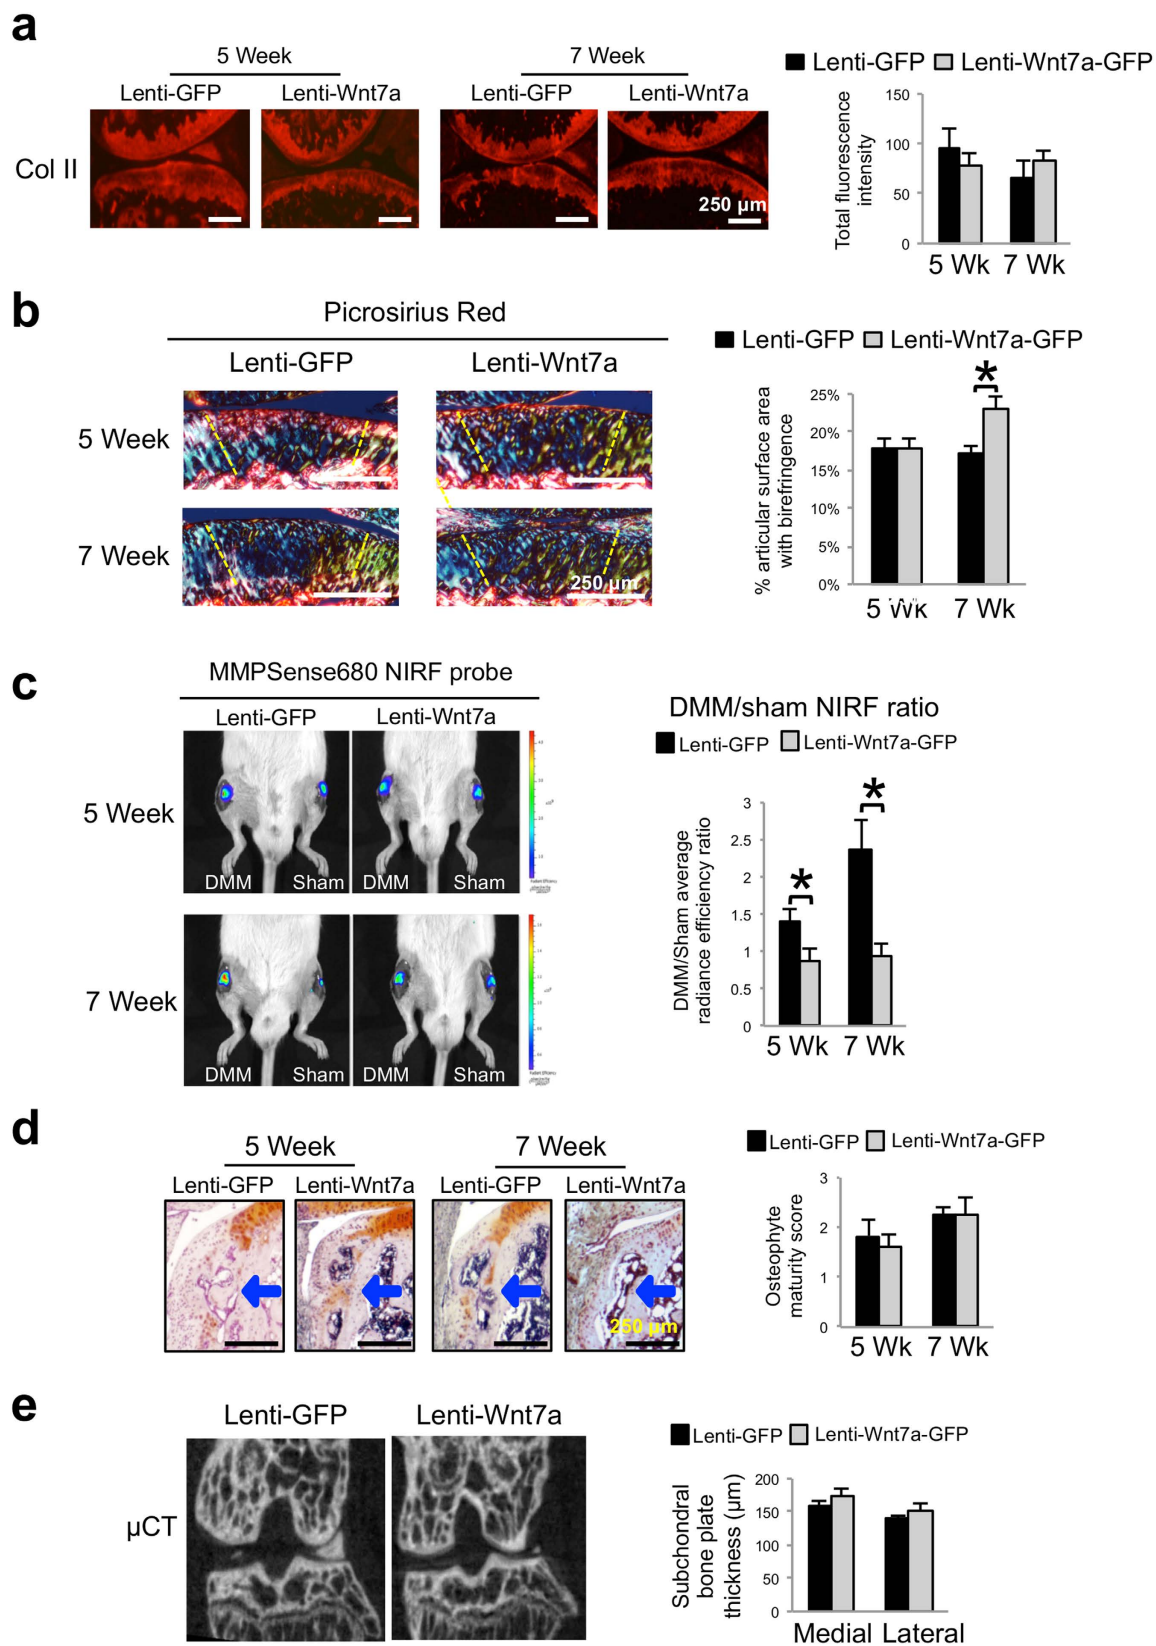 a
5 Week
7 Week
Lenti-GFP
Lenti-Wnt7a
Lenti-GFP
Lenti-Wnt7a
Col II
250 µm
Lenti-GFP
Lenti-Wnt7a-GFP
Total fluorescence
intensity
150
100
50
0
5 Wk
7 Wk
b
Picrosirius Red
Lenti-GFP
Lenti-Wnt7a
5 Week
7 Week
250 µm
Lenti-GFP
Lenti-Wnt7a-GFP
*
% articular surface area
with birefringence
25%
20%
15%
10%
5%
0%
5 Wk
7 Wk
c
MMPSense680 NIRF probe
Lenti-GFP
Lenti-Wnt7a
5 Week
DMM
Sham
DMM
Sham
7 Week
DMM
Sham
DMM
Sham
DMM/sham NIRF ratio
Lenti-GFP
Lenti-Wnt7a-GFP
*
*
DMM/Sham average
radiance efficiency ratio
3
2.5
2
1.5
1
0.5
0
5 Wk
7 Wk
d
5 Week
7 Week
Lenti-GFP
Lenti-Wnt7a
Lenti-GFP
Lenti-Wnt7a
250 µm
Lenti-GFP
Lenti-Wnt7a-GFP
Osteophyte
maturity score
3
2
1
0
5 Wk
7 Wk
e
Lenti-GFP
Lenti-Wnt7a
µCT
Lenti-GFP
Lenti-Wnt7a-GFP
Subchondral
bone plate
thickness (µm)
200
150
100
50
0
Medial
Lateral